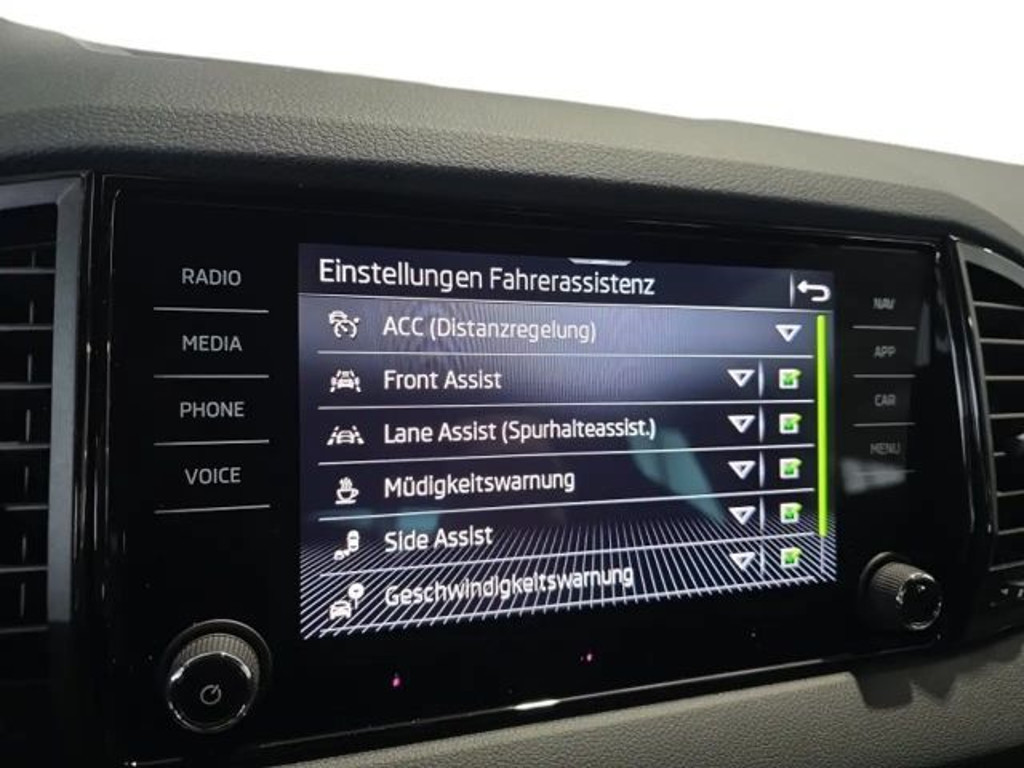 RADIO
MEDIA
PHONE
VOICE
Einstellungen Fahrerassistenz
ACC (Distanzregelung)
Front Assist
Lane Assist (Spurhalteassist.)
Müdigkeitswarnung
Side Assist
Geschwindigkeitswarnung
NAV
APP
CAR
MENU